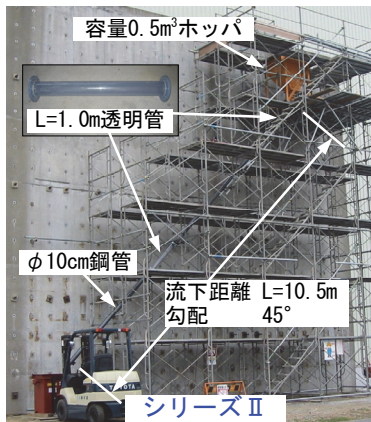 容量0.5m³ホッパ
L=1.0m透明管
φ10cm鋼管
流下距離 L=10.5m
勾配 45°
TOYOTA
シリーズⅡ